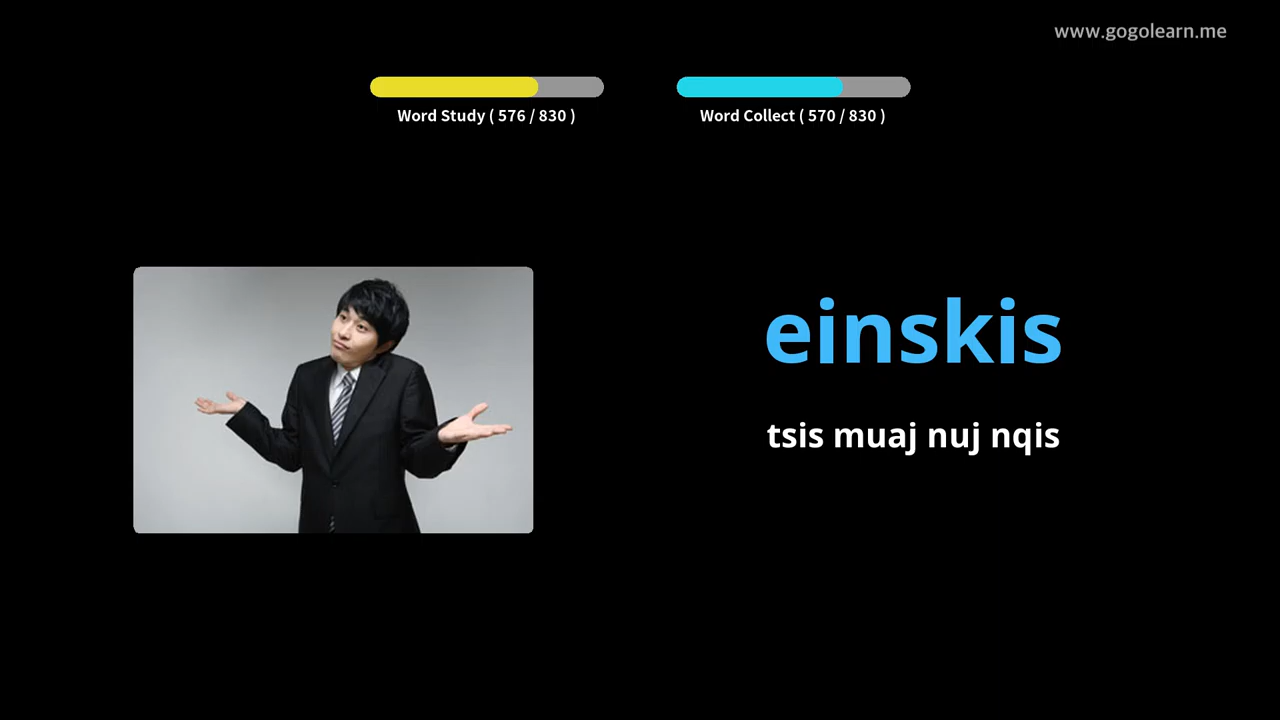 www.gogolearn.me
Word Study ( 576 / 830 )
Word Collect ( 570 / 830 )
einskis
tsis muaj nuj nqis